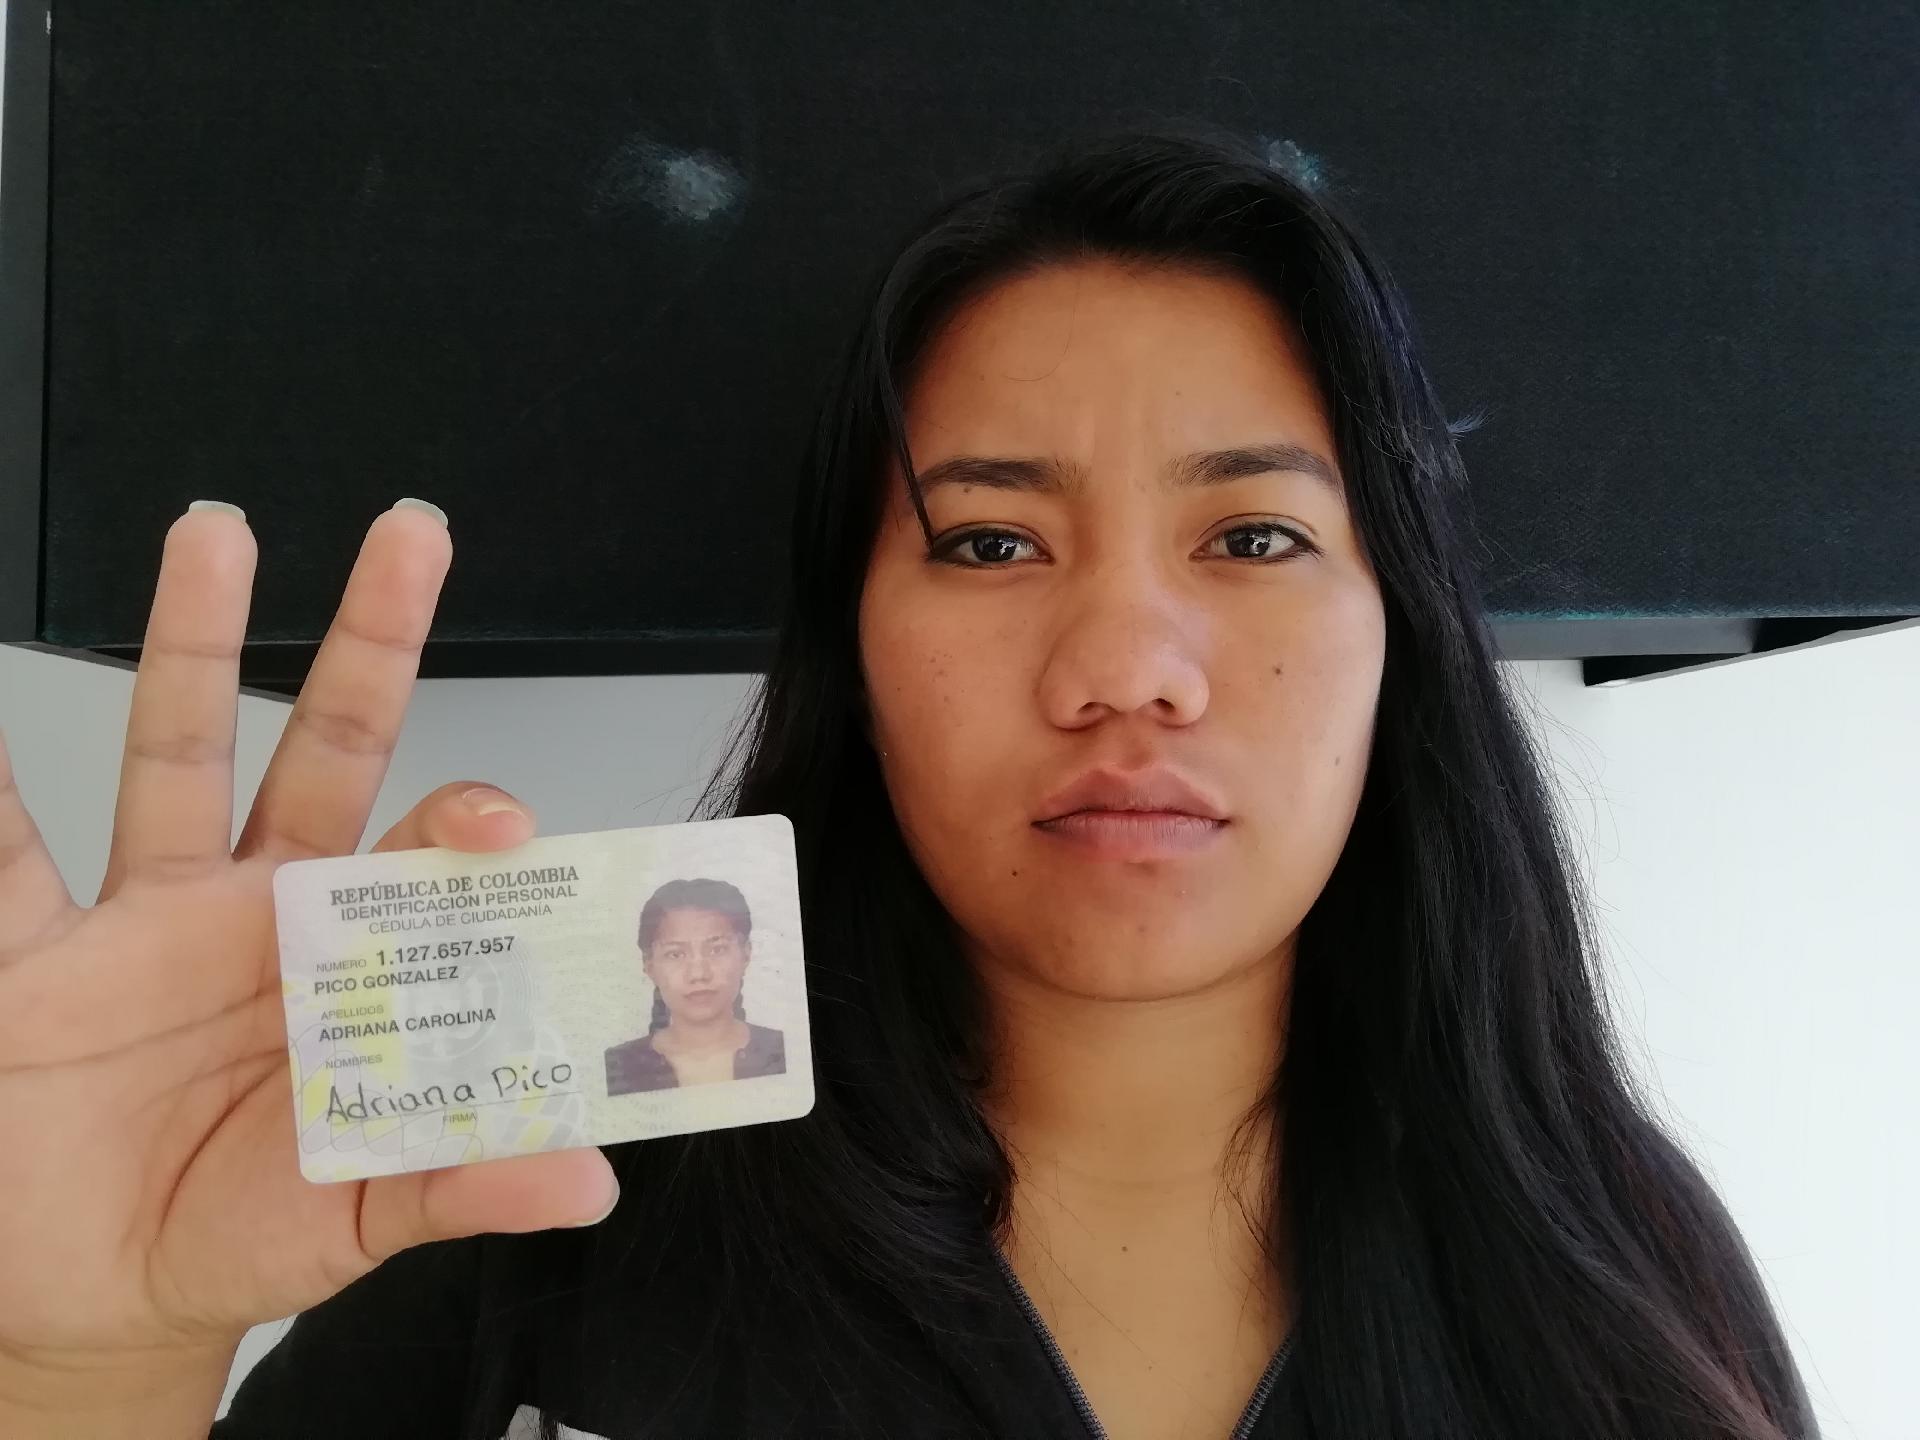 REPÚBLICA DE COLOMBIA
IDENTIFICACIÓN PERSONAL
CÉDULA DE CIUDADANÍA
NÚMERO 1.127.657.957
PICO GONZALEZ
APELLIDOS
ADRIANA CAROLINA
NOMBRES
Adriana Pico
FIRMA